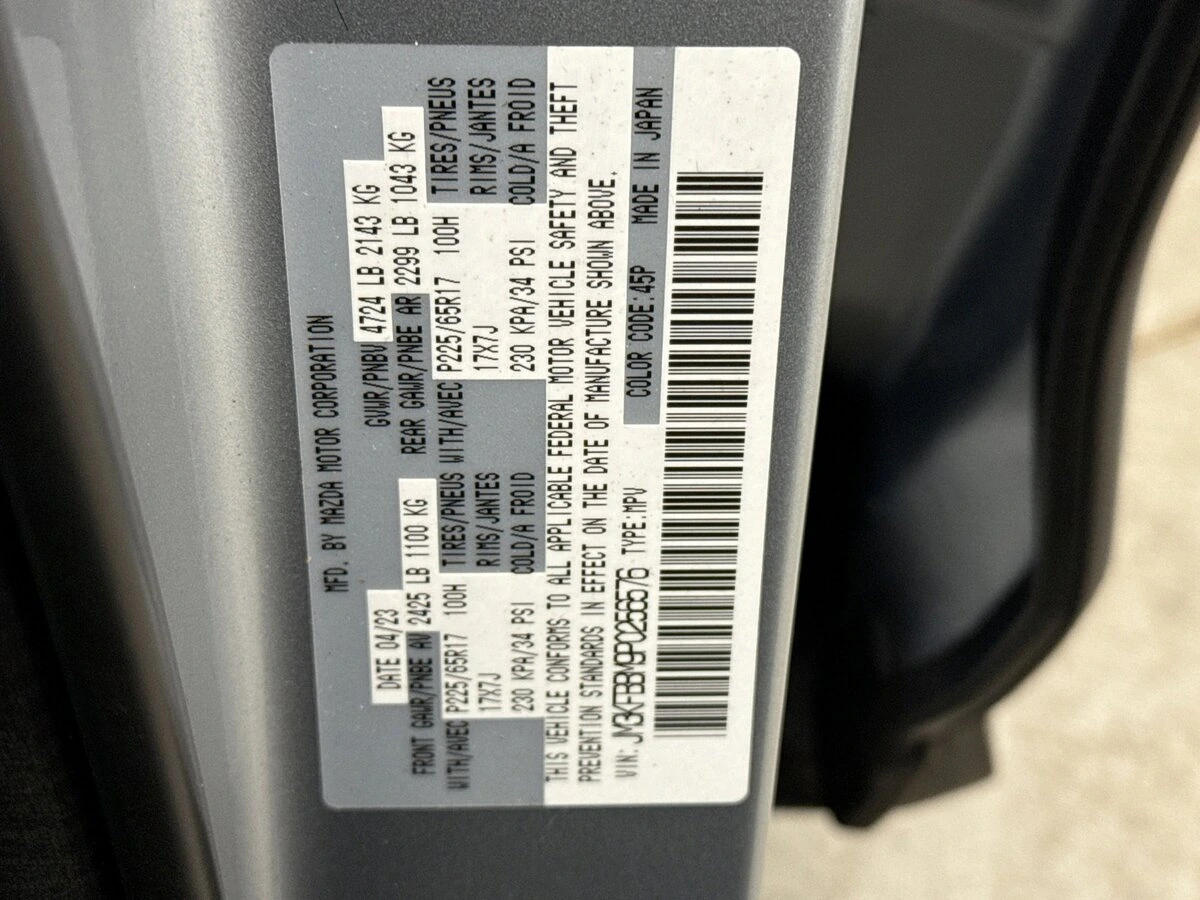 MFD. BY MAZDA MOTOR CORPORATION
DATE 04/23 GVWR/PNBV 4724 LB 2143 KG
FRONT GAWR/PNBE AV 2425 LB 1100 KG REAR GAWR/PNBE AR 2299 LB 1043 KG
WITH/AVEC P225/65R17 100H TIRES/PNEUS WITH/AVEC P225/65R17 100H TIRES/PNEUS
17X7J RIMS/JANTES 17X7J RIMS/JANTES
230 KPA/34 PSI COLD/A FROID 230 KPA/34 PSI COLD/A FROID
THIS VEHICLE CONFORMS TO ALL APPLICABLE FEDERAL MOTOR VEHICLE SAFETY AND THEFT
PREVENTION STANDARDS IN EFFECT ON THE DATE OF MANUFACTURE SHOWN ABOVE.
VIN: JM3KFBBM9P0256576 TYPE:MPV COLOR CODE:45P MADE IN JAPAN